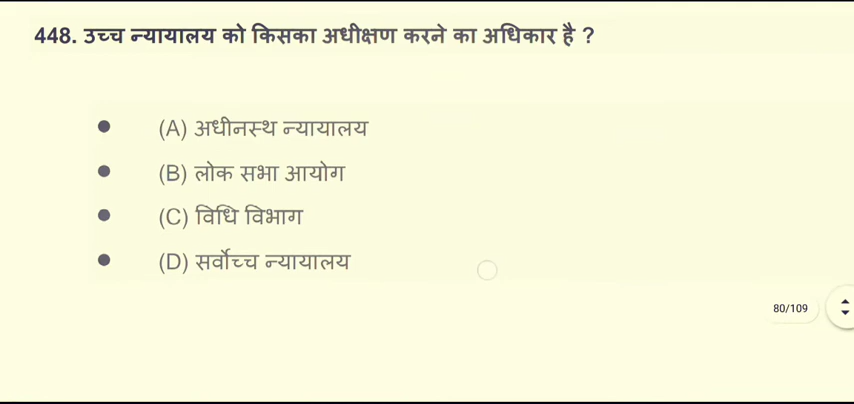 448. उच्च न्यायालय को किसका अधीक्षण करने का अधिकार है ?
(A) अधीनस्थ न्यायालय
(B) लोक सभा आयोग
(C) विधि विभाग
(D) सर्वोच्च न्यायालय
80/109